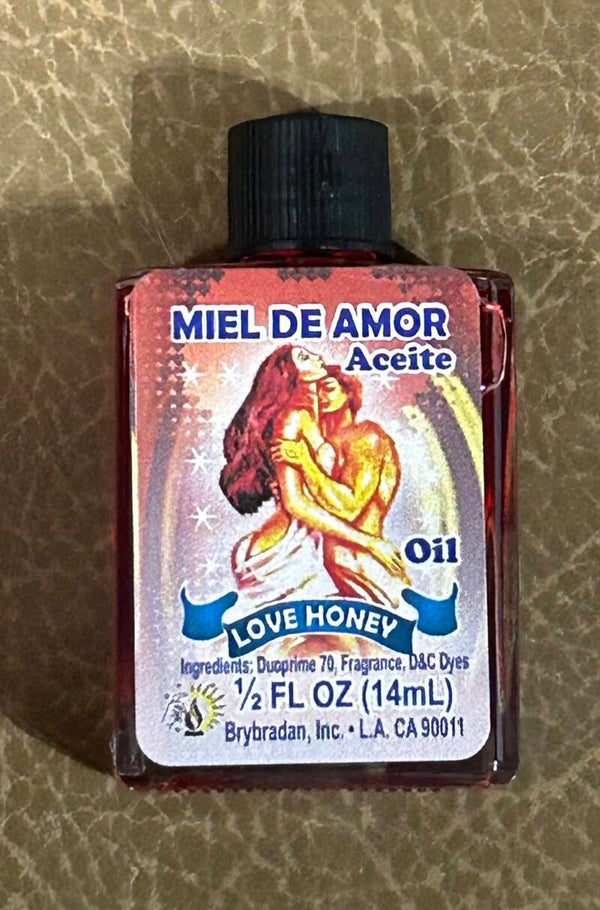 MIEL DE AMOR
Aceite
Oil
LOVE HONEY
Ingredients: Duoprime 70, Fragrance, D&C Dyes
½ FL OZ (14mL)
Brybradan, Inc. • L.A. CA 90011